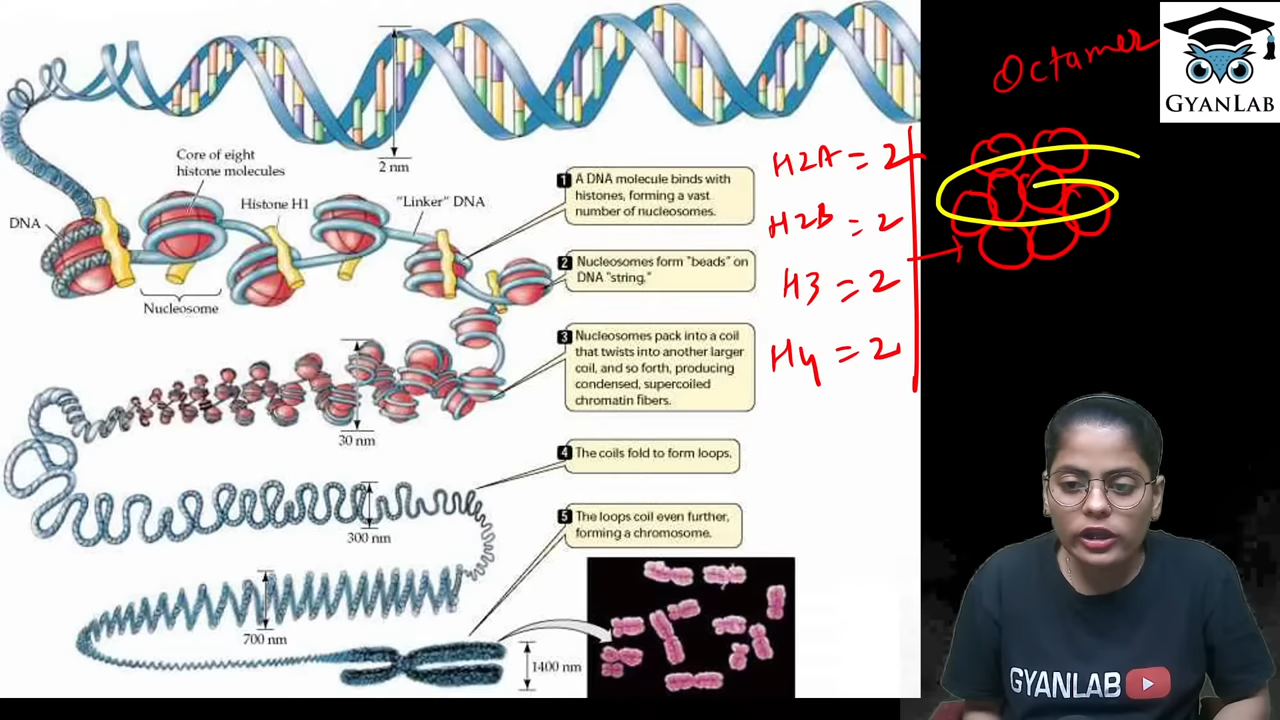 Octamer
GYANLAB
2 nm
Core of eight
histone molecules
Histone H1
"Linker" DNA
DNA
Nucleosome
1 A DNA molecule binds with
histones, forming a vast
number of nucleosomes.
2 Nucleosomes form "beads" on
DNA "string."
3 Nucleosomes pack into a coil
that twists into another larger
coil, and so forth, producing
condensed, supercoiled
chromatin fibers.
30 nm
4 The coils fold to form loops.
300 nm
5 The loops coil even further,
forming a chromosome.
700 nm
1400 nm
H2A = 2
H2B = 2
H3 = 2
H4 = 2
GYANLAB